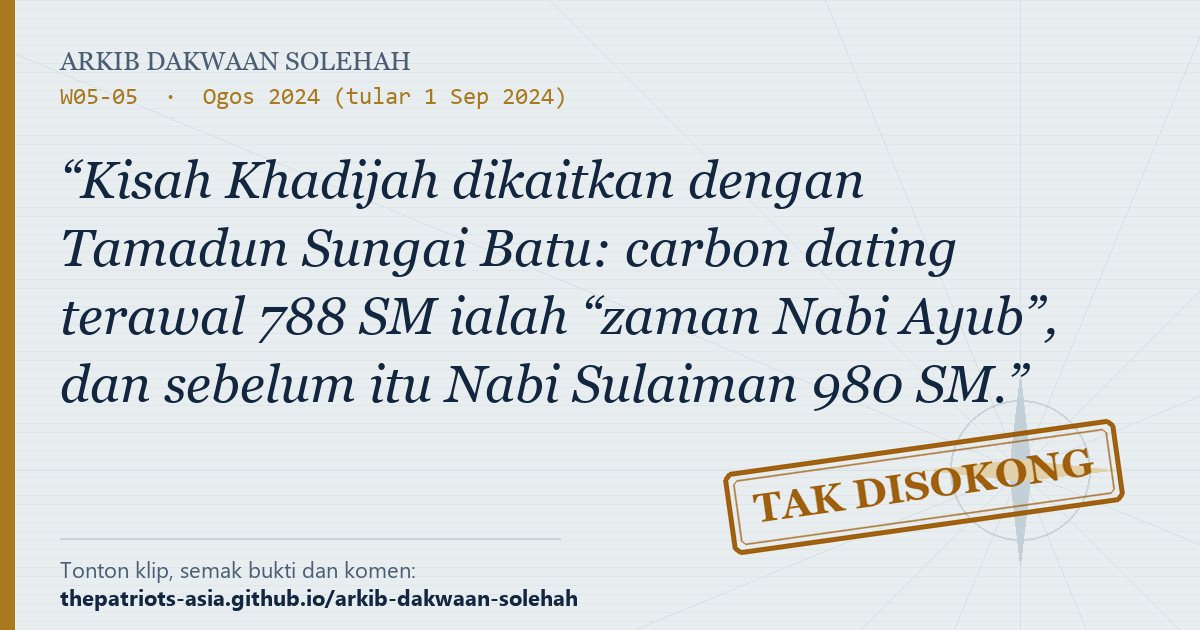 ARKIB DAKWAAN SOLEHAH
W05-05 · Ogos 2024 (tular 1 Sep 2024)
“Kisah Khadijah dikaitkan dengan
Tamadun Sungai Batu: carbon dating
terawal 788 SM ialah “zaman Nabi Ayub”,
dan sebelum itu Nabi Sulaiman 980 SM.”
TAK DISOKONG
Tonton klip, semak bukti dan komen:
thepatriots-asia.github.io/arkib-dakwaan-solehah